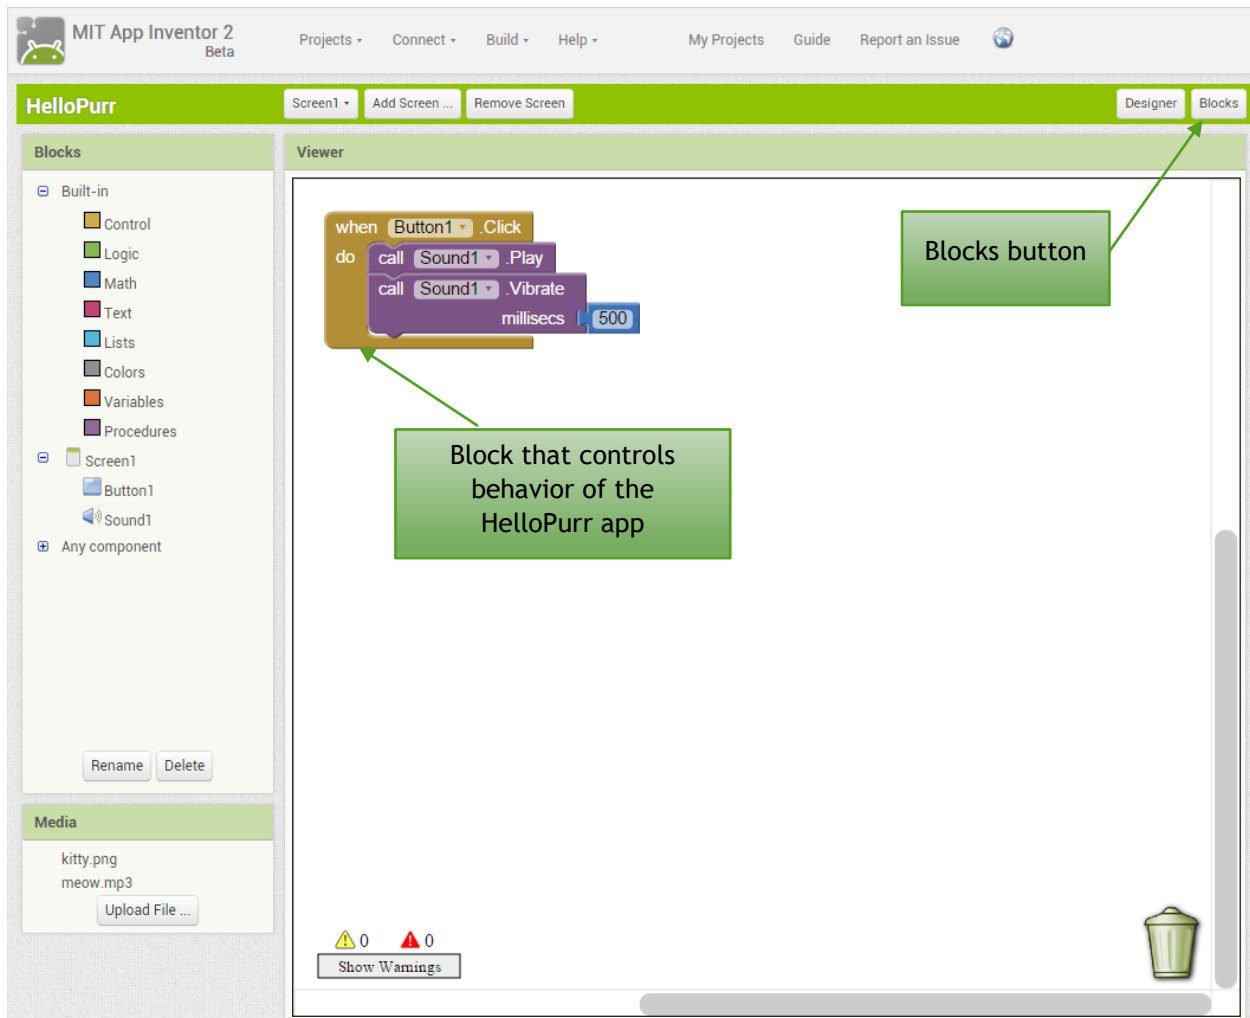 MIT App Inventor 2
Beta
Projects Connect Build Help My Projects Guide Report an Issue
HelloPurr Screen1 Add Screen ... Remove Screen Designer Blocks
Blocks
Built-in
Control
Logic
Math
Text
Lists
Colors
Variables
Procedures
Screen1
Button1
Sound1
Any component
Rename Delete
Media
kitty.png
meow.mp3
Upload File ...
Viewer
when Button1 .Click
do call Sound1 .Play
call Sound1 .Vibrate
millisecs 500
Blocks button
Block that controls
behavior of the
HelloPurr app
0 0
Show Warnings